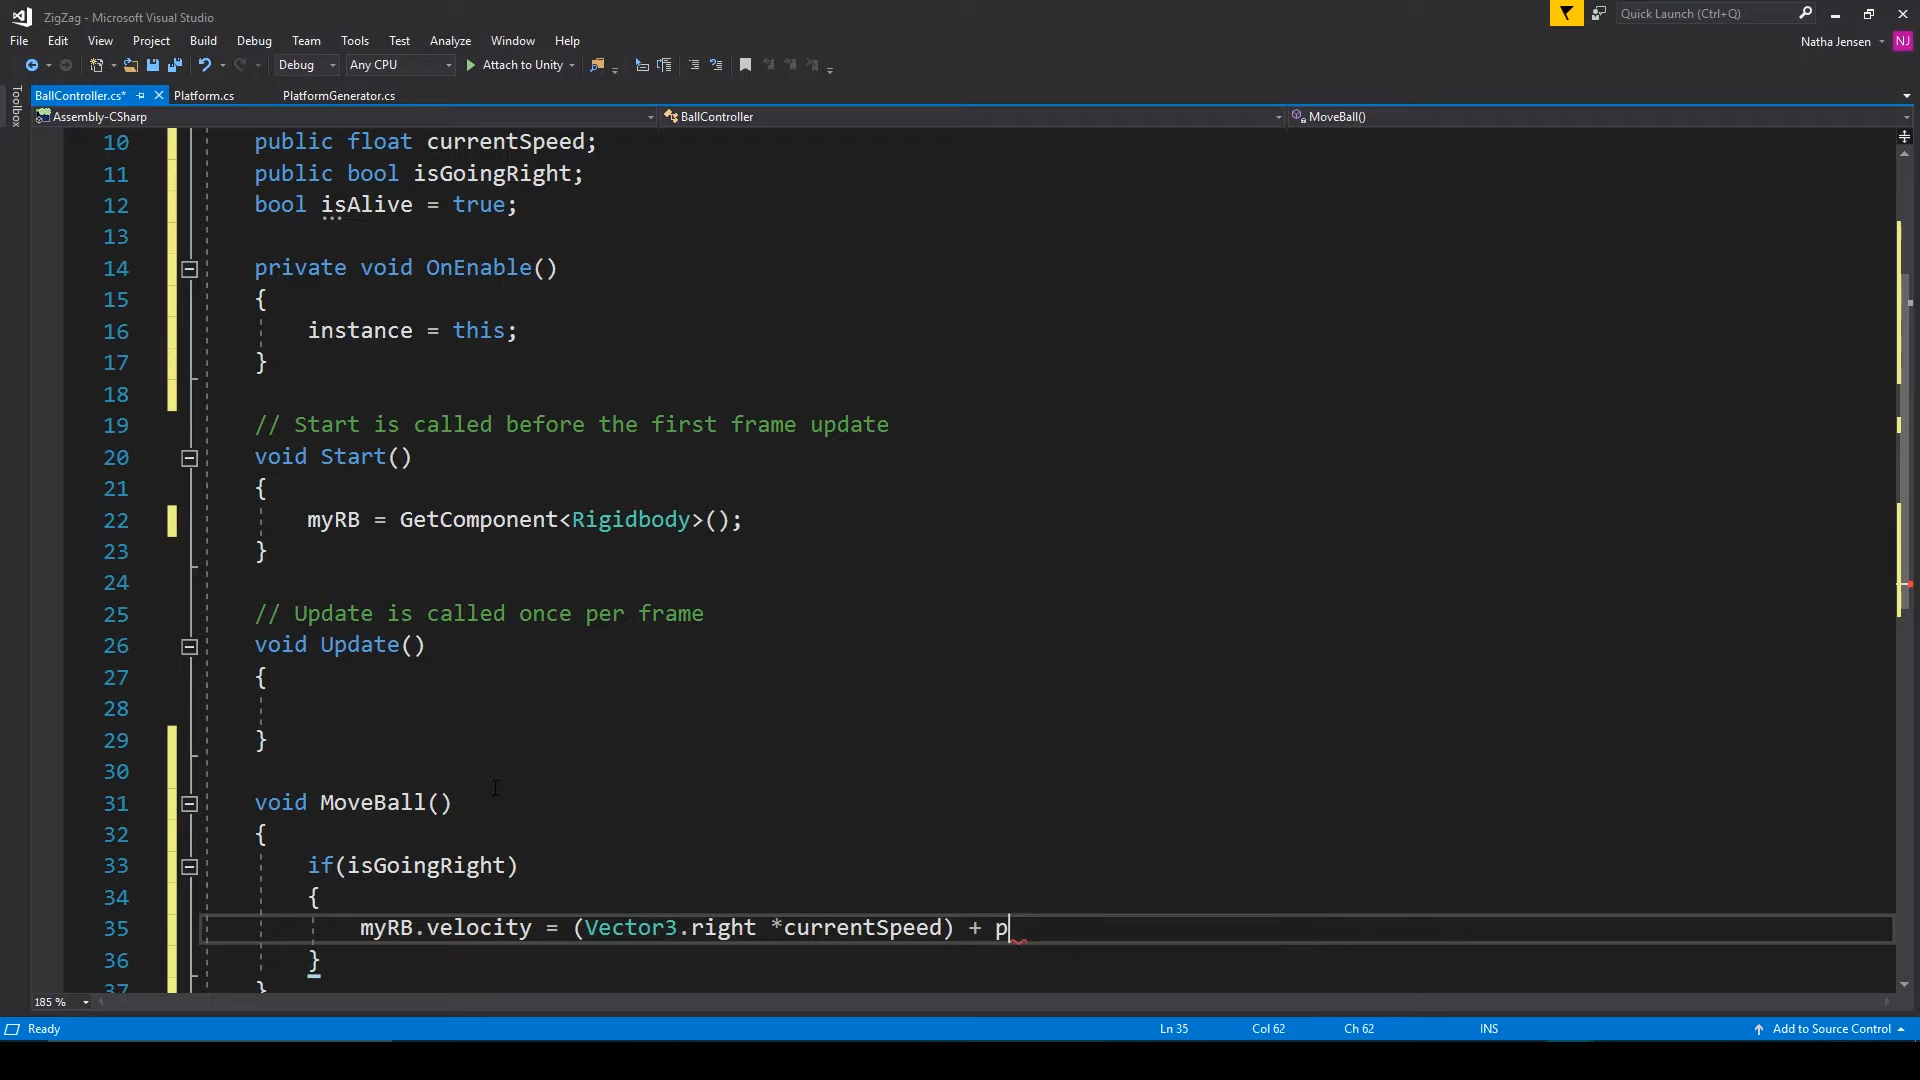 ZigZag - Microsoft Visual Studio
Quick Launch (Ctrl+Q)
File Edit View Project Build Debug Team Tools Test Analyze Window Help
Natha Jensen NJ
Debug Any CPU Attach to Unity
Toolbox
BallController.cs* Platform.cs PlatformGenerator.cs
Assembly-CSharp BallController MoveBall()
10 public float currentSpeed;
11 public bool isGoingRight;
12 bool isAlive = true;
13
14 private void OnEnable()
15 {
16 instance = this;
17 }
18
19 // Start is called before the first frame update
20 void Start()
21 {
22 myRB = GetComponent<Rigidbody>();
23 }
24
25 // Update is called once per frame
26 void Update()
27 {
28
29 }
30
31 void MoveBall()
32 {
33 if(isGoingRight)
34 {
35 myRB.velocity = (Vector3.right *currentSpeed) + p
36 }
37 }
185 %
Ready Ln 35 Col 62 Ch 62 INS Add to Source Control